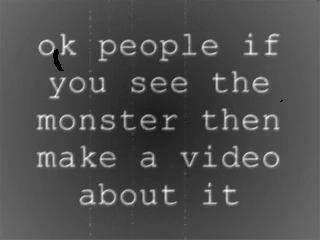 ok people if
you see the
monster then
make a video
about it